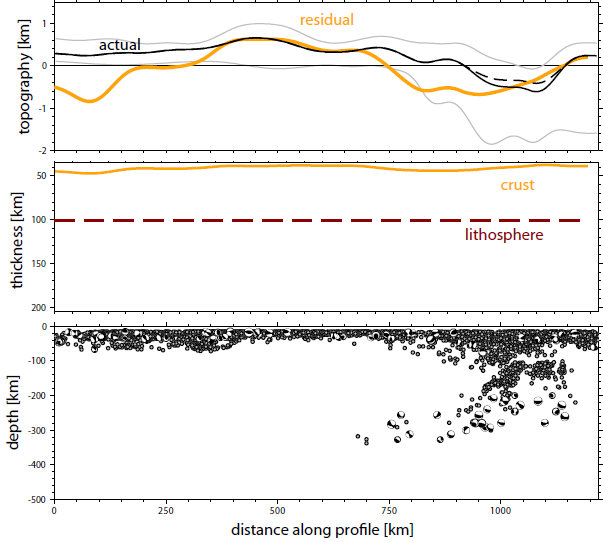 topography [km]
1
0
-1
-2
actual
residual
thickness [km]
50
100
150
200
crust
lithosphere
depth [km]
0
-100
-200
-300
-400
-500
0 250 500 750 1000
distance along profile [km]